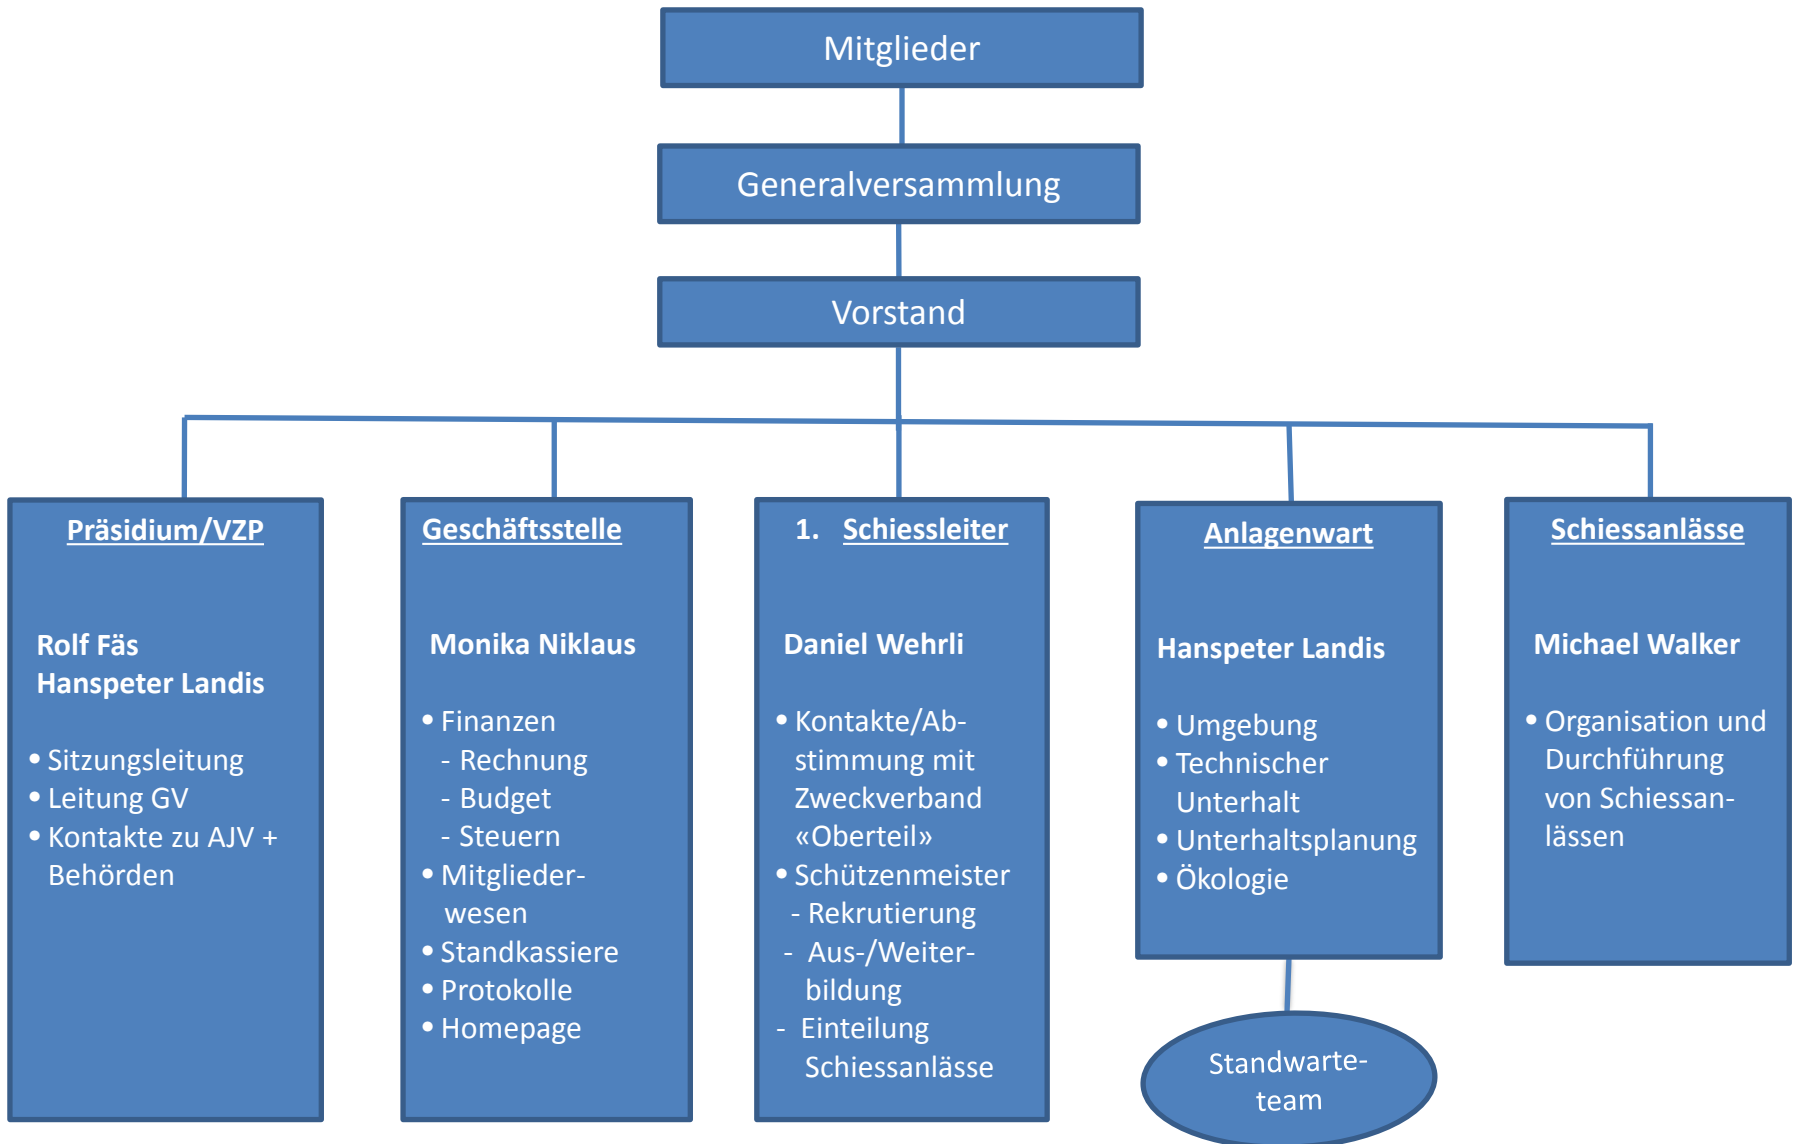 Mitglieder
Generalversammlung
Vorstand
Präsidium/VZP
Rolf Fäs
Hanspeter Landis
• Sitzungsleitung
• Leitung GV
• Kontakte zu AJV +
Behörden
Geschäftsstelle
Monika Niklaus
• Finanzen
- Rechnung
- Budget
- Steuern
• Mitglieder-
wesen
• Standkassiere
• Protokolle
• Homepage
1. Schiessleiter
Daniel Wehrli
• Kontakte/Ab-
stimmung mit
Zweckverband
«Oberteil»
• Schützenmeister
- Rekrutierung
- Aus-/Weiter-
bildung
- Einteilung
Schiessanlässe
Anlagenwart
Hanspeter Landis
• Umgebung
• Technischer
Unterhalt
• Unterhaltsplanung
• Ökologie
Standwarte-
team
Schiessanlässe
Michael Walker
• Organisation und
Durchführung
von Schiessan-
lässen